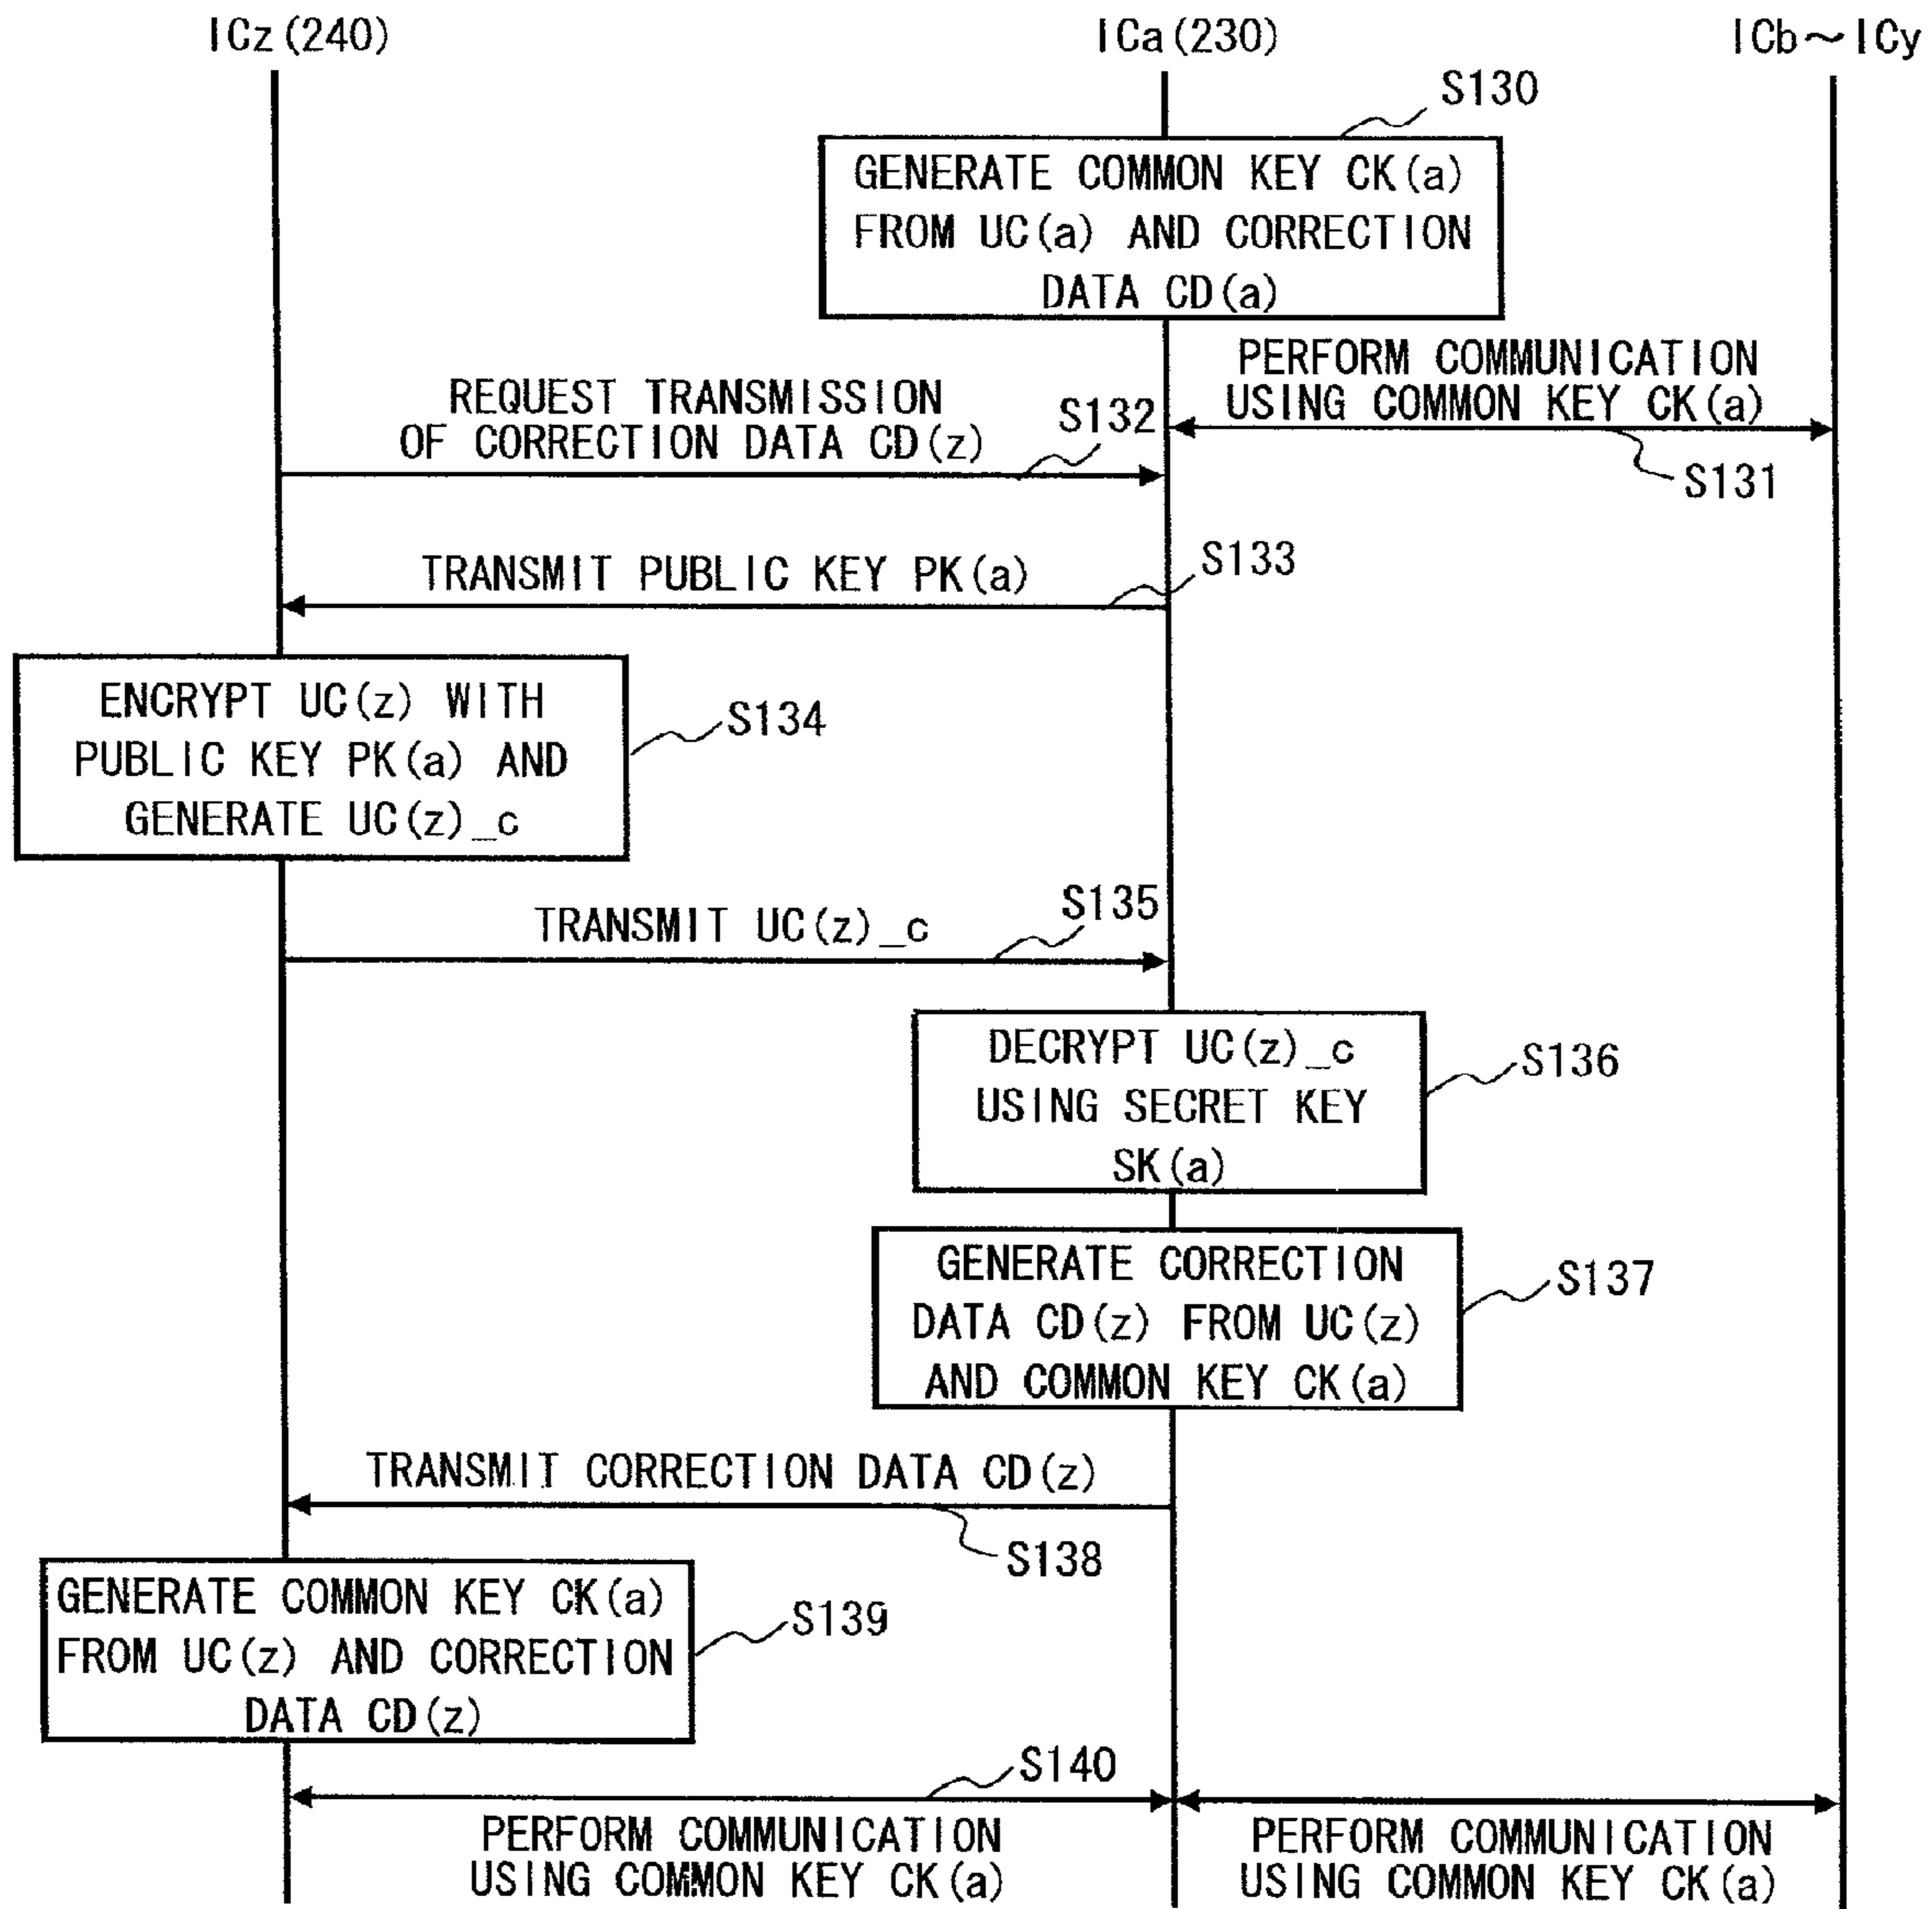 ICz(240)
ICa(230)
ICb～ICy
S130
GENERATE COMMON KEY CK(a)
FROM UC(a) AND CORRECTION
DATA CD(a)
PERFORM COMMUNICATION
USING COMMON KEY CK(a)
S131
REQUEST TRANSMISSION
OF CORRECTION DATA CD(z)
S132
TRANSMIT PUBLIC KEY PK(a)
S133
ENCRYPT UC(z) WITH
PUBLIC KEY PK(a) AND
GENERATE UC(z)_c
S134
TRANSMIT UC(z)_c
S135
DECRYPT UC(z)_c
USING SECRET KEY
SK(a)
S136
GENERATE CORRECTION
DATA CD(z) FROM UC(z)
AND COMMON KEY CK(a)
S137
TRANSMIT CORRECTION DATA CD(z)
S138
GENERATE COMMON KEY CK(a)
FROM UC(z) AND CORRECTION
DATA CD(z)
S139
S140
PERFORM COMMUNICATION
USING COMMON KEY CK(a)
PERFORM COMMUNICATION
USING COMMON KEY CK(a)